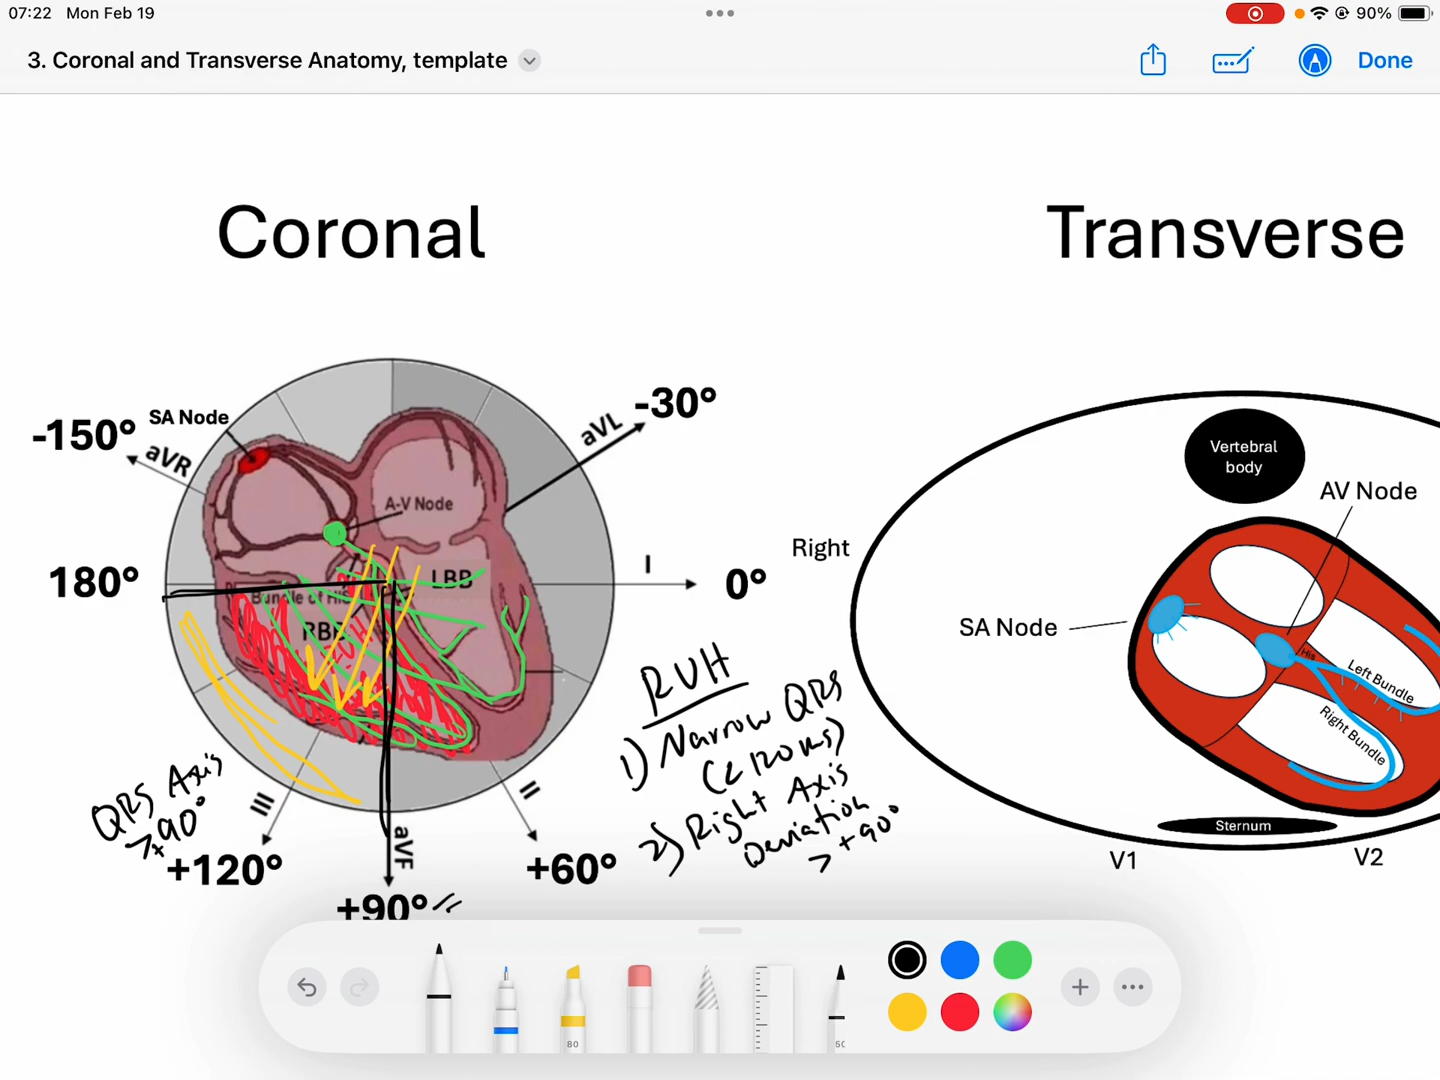 07:22 Mon Feb 19
90%
3. Coronal and Transverse Anatomy, template
Done
Coronal
Transverse
-150°
aVR
SA Node
aVL
-30°
A-V Node
180°
Bundle of His
LBB
RBB
I
0°
QRS Axis
>+90°
III
+120°
aVF
+90°
II
+60°
RVH
1) Narrow QRS
(<120ms)
2) Right Axis
Deviation
> +90°
Vertebral
body
AV Node
Right
SA Node
His
Left Bundle
Right Bundle
Sternum
V1
V2
80